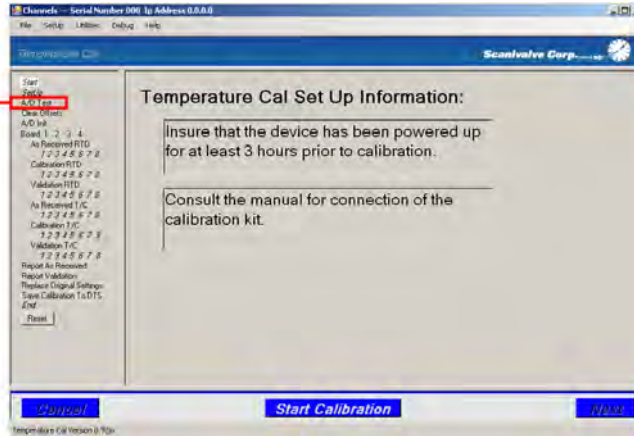 Channels -- Serial Number 000 Ip Address 0.0.0.0
File Setup Utilities Debug Help
Temperature Cal
Scanivalve Corp.
Start
SetUp
A/D Test
Clear Offsets
A/D Init
Board 1 2 3 4
As Received RTD
1 2 3 4 5 6 7 8
Calibration RTD
1 2 3 4 5 6 7 8
Validation RTD
1 2 3 4 5 6 7 8
As Received T/C
1 2 3 4 5 6 7 8
Calibration T/C
1 2 3 4 5 6 7 8
Validation T/C
1 2 3 4 5 6 7 8
Report As Received
Report Validation
Replace Original Settings
Save Calibration To DTS
End
Reset
Temperature Cal Set Up Information:
Insure that the device has been powered up
for at least 3 hours prior to calibration.
Consult the manual for connection of the
calibration kit.
Cancel
Start Calibration
Next
Temperature Cal Version